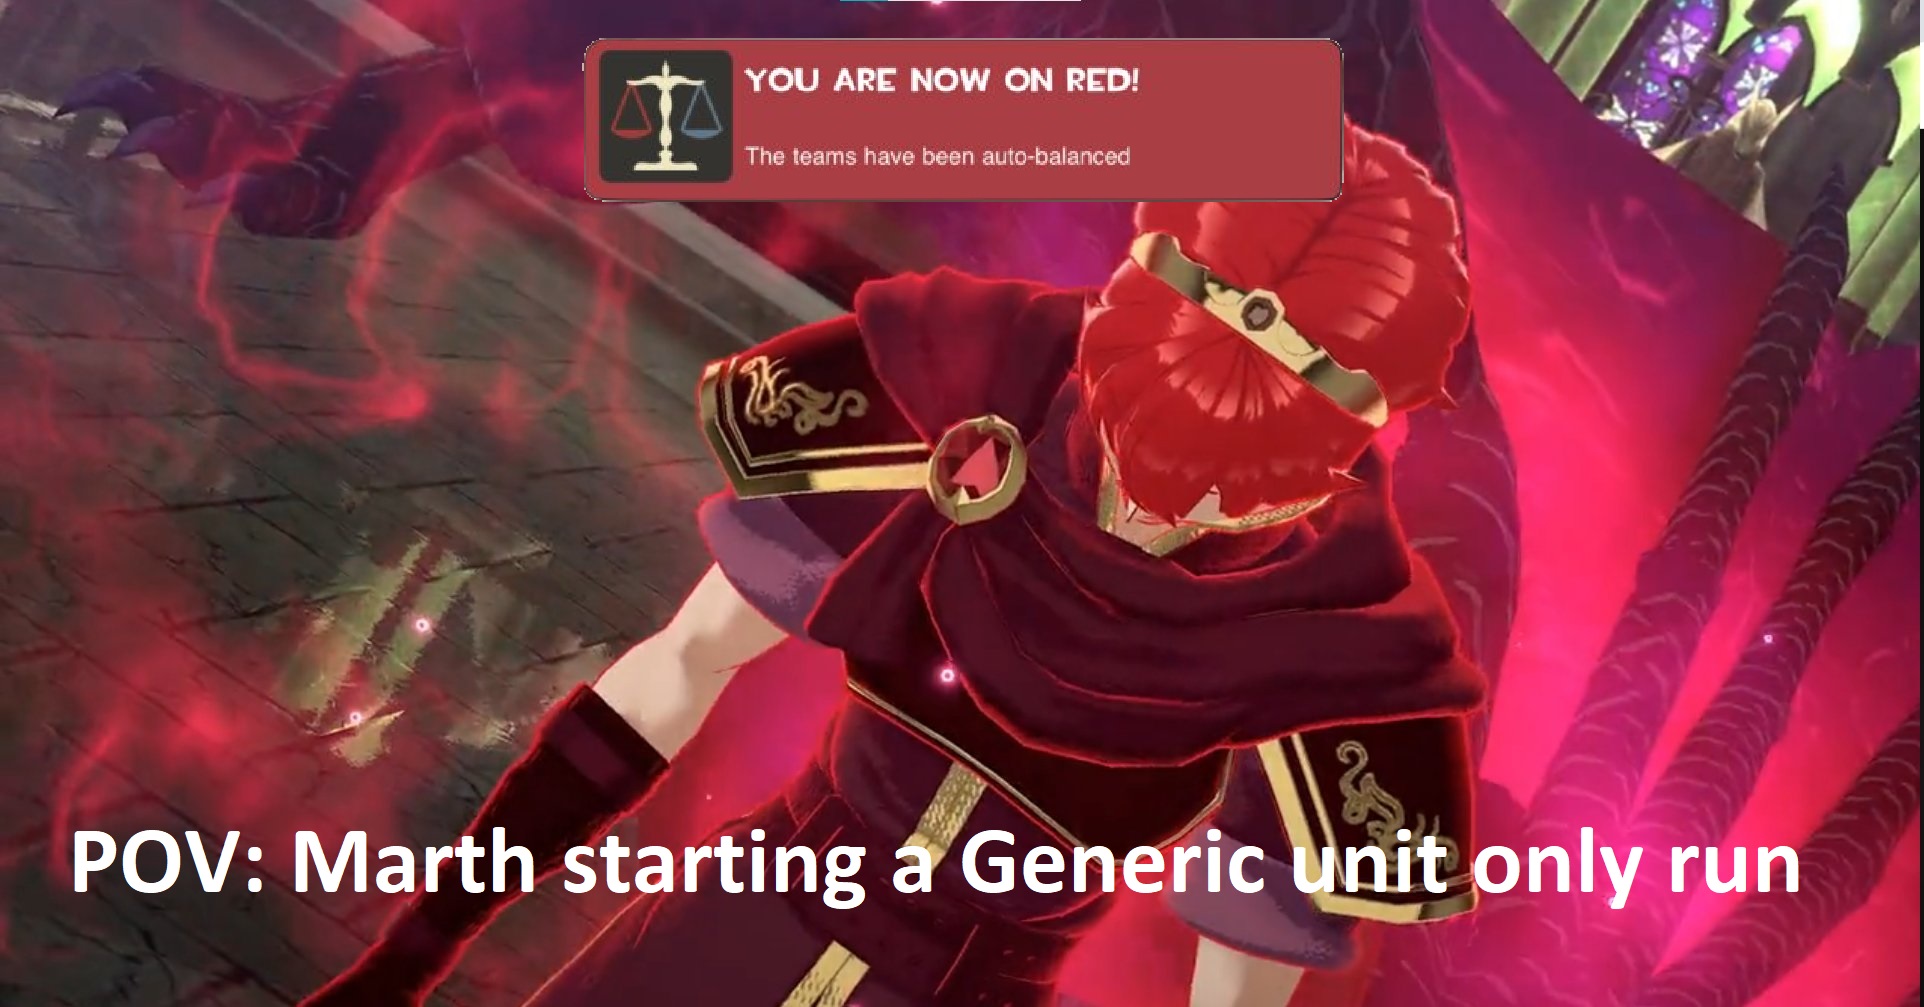 YOU ARE NOW ON RED!
The teams have been auto-balanced
POV: Marth starting a Generic unit only run